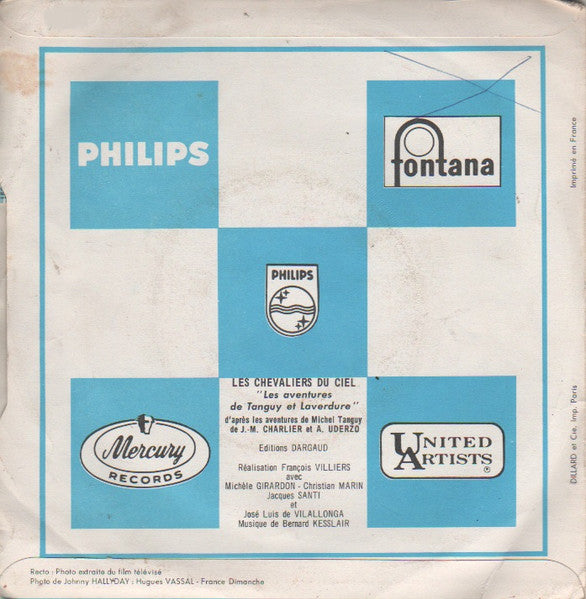 PHILIPS
fontana
PHILIPS
Mercury
RECORDS
LES CHEVALIERS DU CIEL
"Les aventures
de Tanguy et Laverdure"
d'après les aventures de Michel Tanguy
de J.-M. CHARLIER et A. UDERZO
Editions DARGAUD
Réalisation François VILLIERS
avec
Michèle GIRARDON - Christian MARIN
Jacques SANTI
et
José Luis de VILALLONGA
Musique de Bernard KESSLAIR
UNITED
ARTISTS
®
Imprimé en France
DILLARD et Cie. Imp. Paris
Recto : Photo extraite du film télévisé
Photo de Johnny HALLYDAY : Hugues VASSAL - France Dimanche